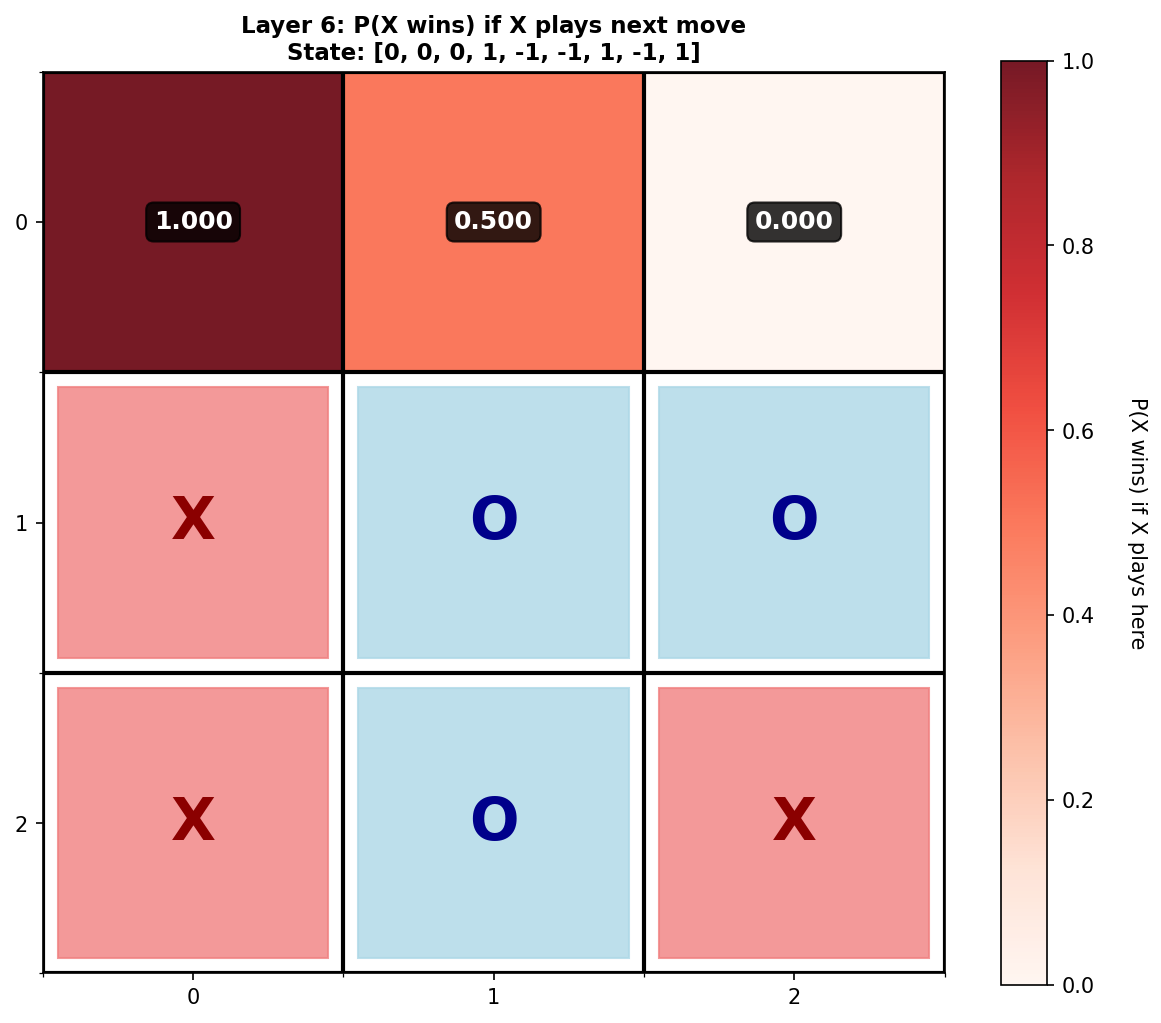 Layer 6: P(X wins) if X plays next move
State: [0, 0, 0, 1, -1, -1, 1, -1, 1]
0
1.000
0.500
0.000
1
X
O
O
2
X
O
X
0
1
2
1.0
0.8
0.6
0.4
0.2
0.0
P(X wins) if X plays here